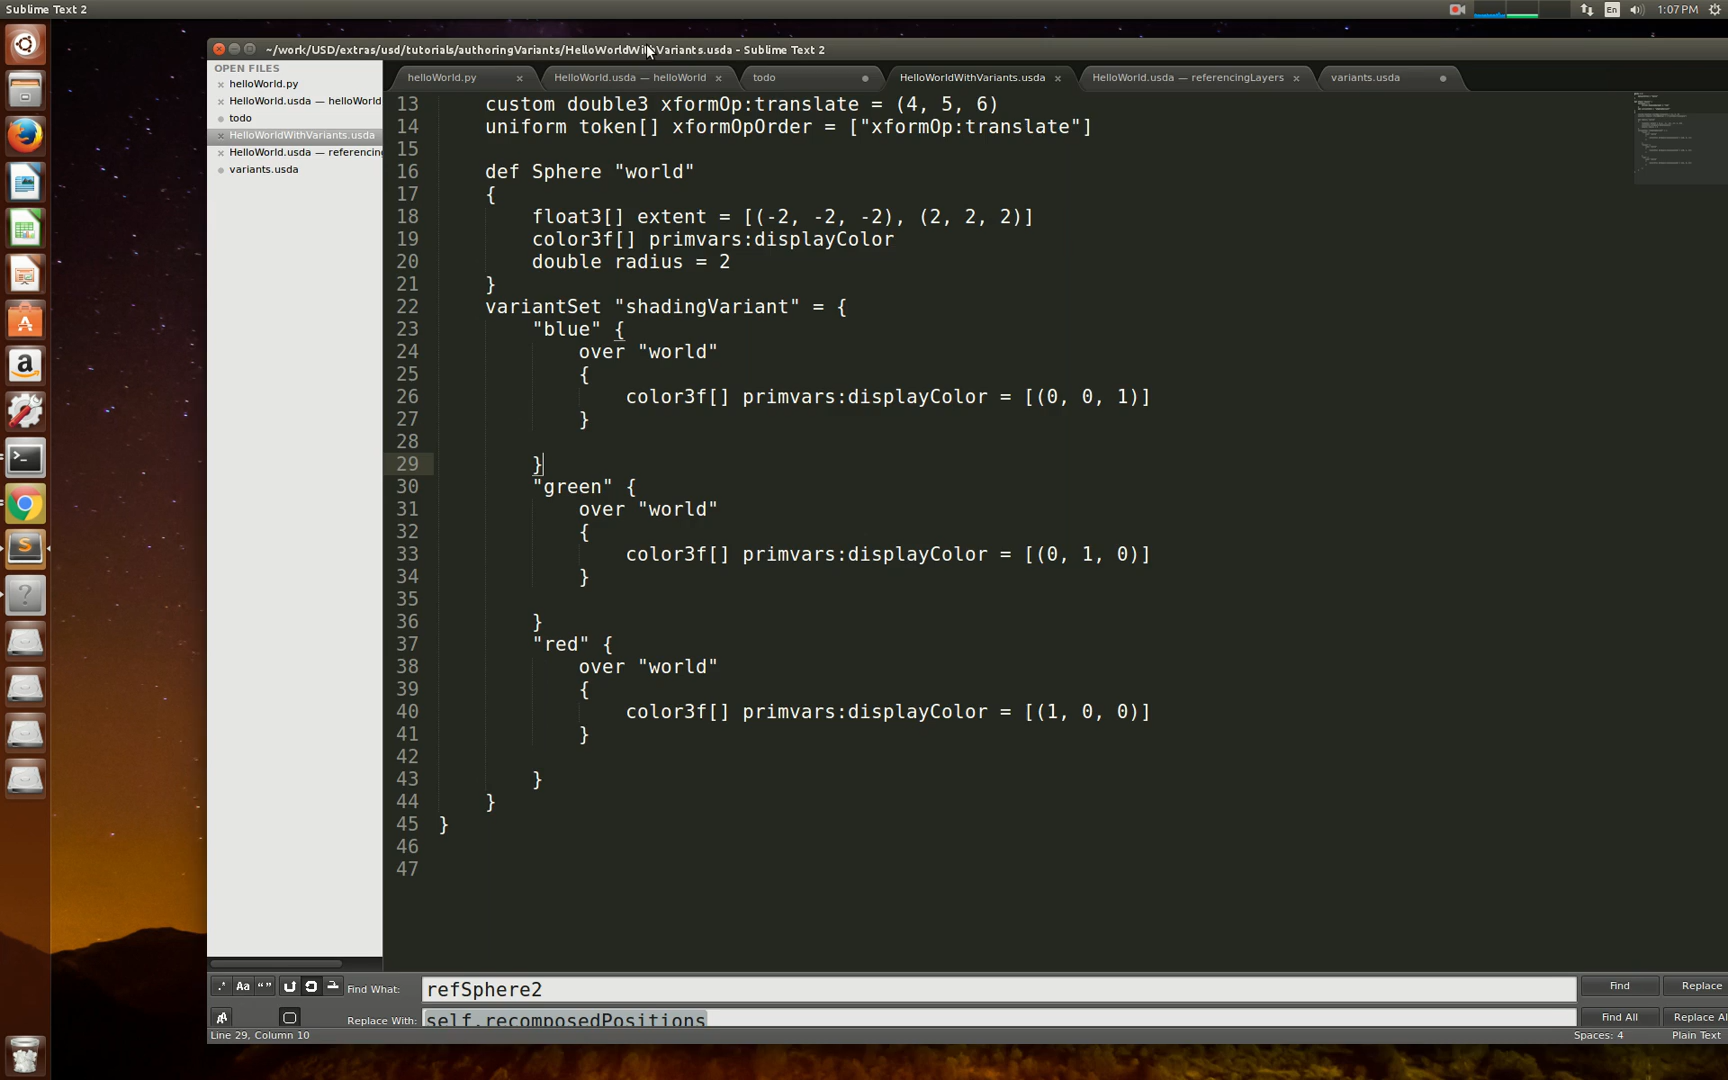 Sublime Text 2
En
1:07 PM
~/work/USD/extras/usd/tutorials/authoringVariants/HelloWorldWithVariants.usda - Sublime Text 2
OPEN FILES
helloWorld.py
HelloWorld.usda — helloWorld
todo
HelloWorldWithVariants.usda
HelloWorld.usda — referencing
variants.usda
helloWorld.py
HelloWorld.usda — helloWorld
todo
HelloWorldWithVariants.usda
HelloWorld.usda — referencingLayers
variants.usda
13 custom double3 xformOp:translate = (4, 5, 6)
14 uniform token[] xformOpOrder = ["xformOp:translate"]
15
16 def Sphere "world"
17 {
18 float3[] extent = [(-2, -2, -2), (2, 2, 2)]
19 color3f[] primvars:displayColor
20 double radius = 2
21 }
22 variantSet "shadingVariant" = {
23 "blue" {
24 over "world"
25 {
26 color3f[] primvars:displayColor = [(0, 0, 1)]
27 }
28
29 }
30 "green" {
31 over "world"
32 {
33 color3f[] primvars:displayColor = [(0, 1, 0)]
34 }
35
36 }
37 "red" {
38 over "world"
39 {
40 color3f[] primvars:displayColor = [(1, 0, 0)]
41 }
42
43 }
44 }
45 }
46
47
.* Aa “” Find What: refSphere2 Find Replace
Replace With: self.recomposedPositions Find All Replace Al
Line 29, Column 10 Spaces: 4 Plain Text